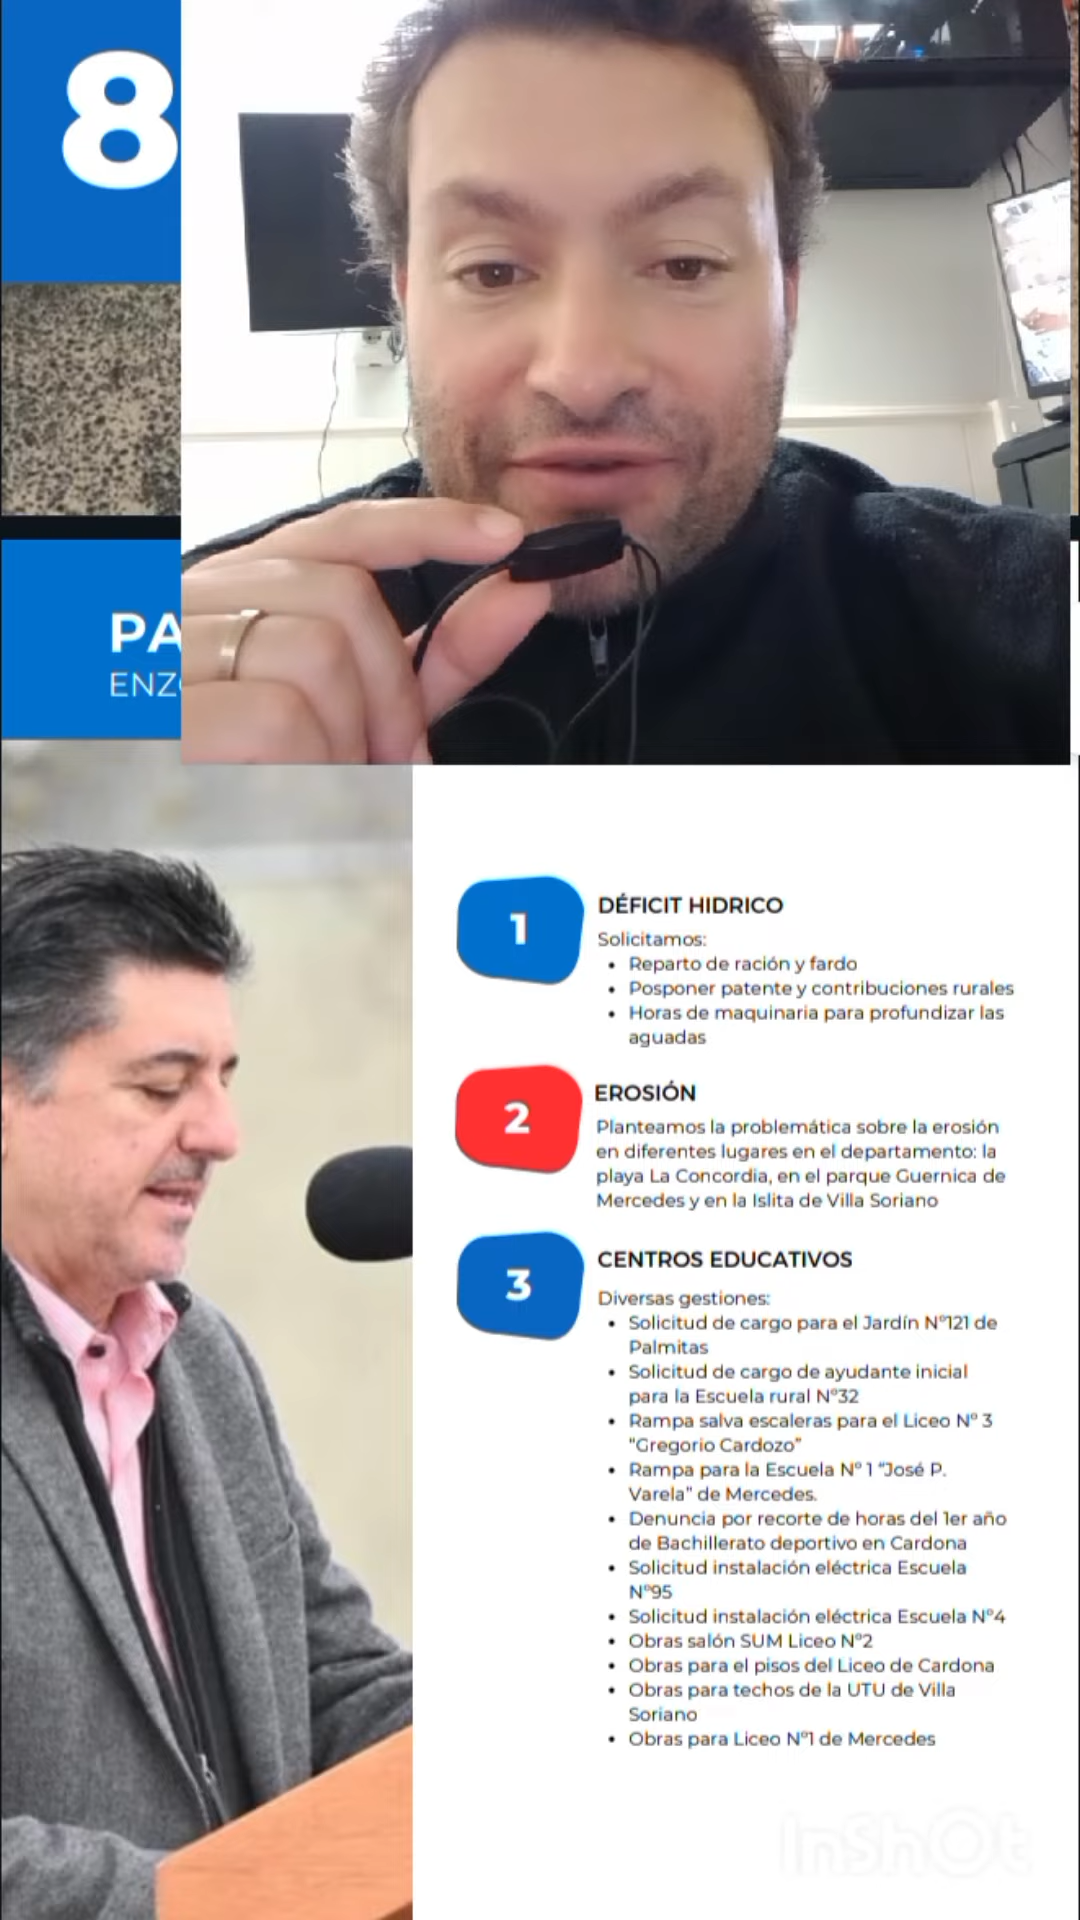 8
PA
ENZ
1
DÉFICIT HIDRICO
Solicitamos:
• Reparto de ración y fardo
• Posponer patente y contribuciones rurales
• Horas de maquinaria para profundizar las
aguadas
2
EROSIÓN
Planteamos la problemática sobre la erosión
en diferentes lugares en el departamento: la
playa La Concordia, en el parque Guernica de
Mercedes y en la Islita de Villa Soriano
3
CENTROS EDUCATIVOS
Diversas gestiones:
• Solicitud de cargo para el Jardín N°121 de
Palmitas
• Solicitud de cargo de ayudante inicial
para la Escuela rural N°32
• Rampa salva escaleras para el Liceo N° 3
"Gregorio Cardozo"
• Rampa para la Escuela N° 1 "José P.
Varela" de Mercedes.
• Denuncia por recorte de horas del 1er año
de Bachillerato deportivo en Cardona
• Solicitud instalación eléctrica Escuela
N°95
• Solicitud instalación eléctrica Escuela N°4
• Obras salón SUM Liceo N°2
• Obras para el pisos del Liceo de Cardona
• Obras para techos de la UTU de Villa
Soriano
• Obras para Liceo N°1 de Mercedes
InShOt